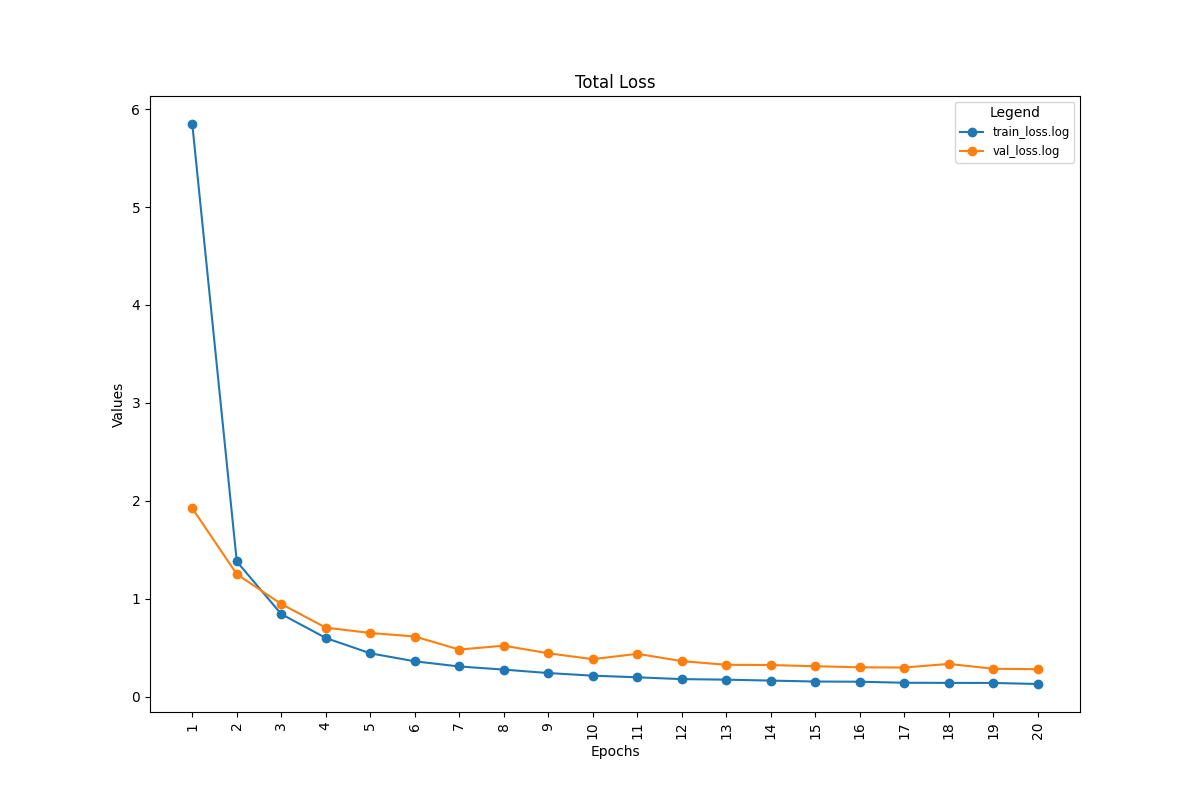 Total Loss
Legend
train_loss.log
val_loss.log
6
5
4
3
2
1
0
Values
1 2 3 4 5 6 7 8 9 10 11 12 13 14 15 16 17 18 19 20
Epochs